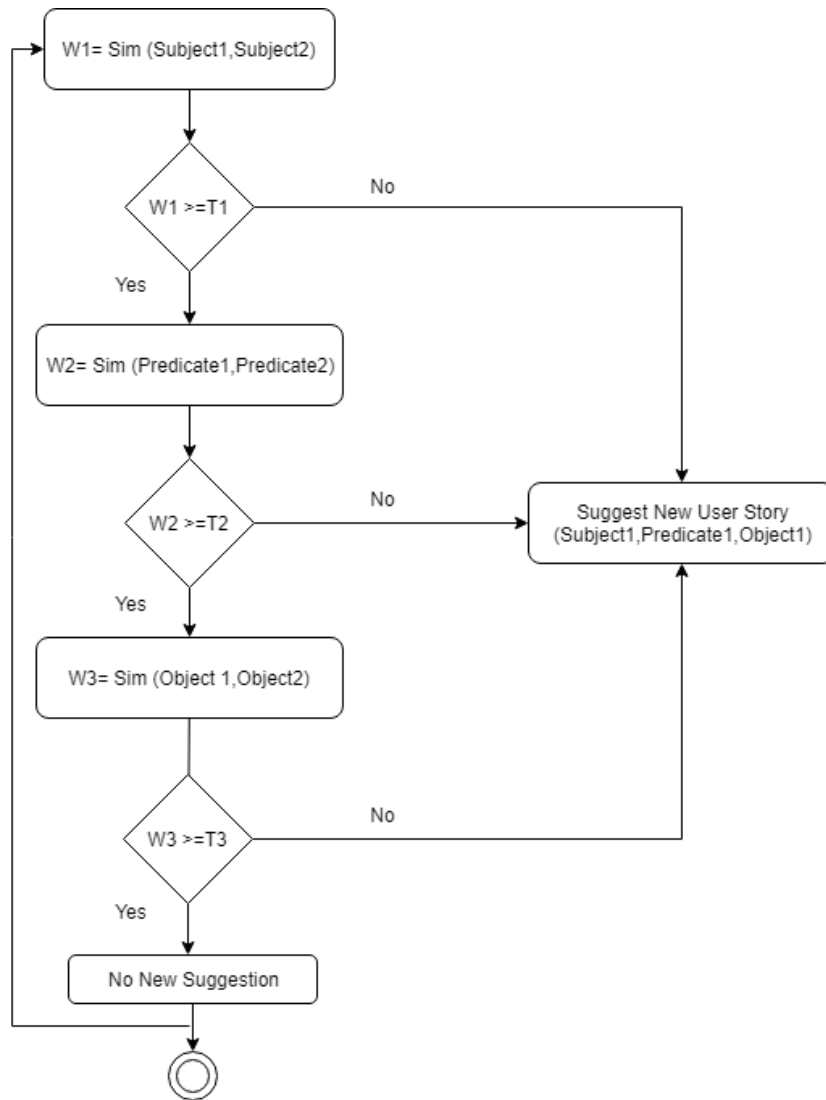 W1= Sim (Subject1,Subject2)
No
W1 >=T1
Yes
W2= Sim (Predicate1,Predicate2)
No
W2 >=T2
Suggest New User Story
(Subject1,Predicate1,Object1)
Yes
W3= Sim (Object 1,Object2)
No
W3 >=T3
Yes
No New Suggestion